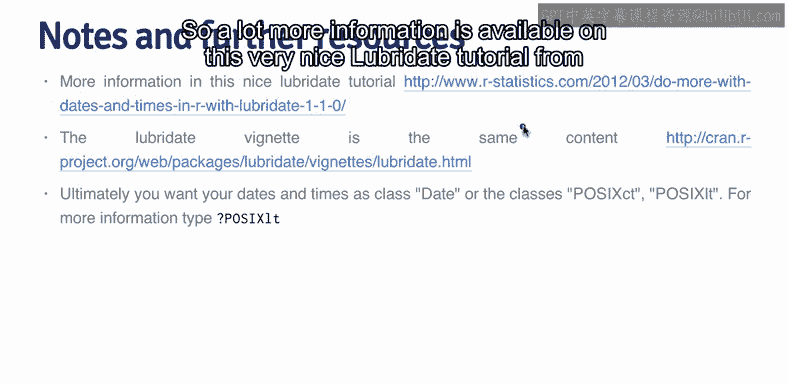 Notes and further resources
So a lot more information is available on
this very nice Lubridate tutorial from
· More information in this nice lubridate tutorial http://www.r-statistics.com/2012/03/do-more-with-
dates-and-times-in-r-with-lubridate-1-1-0/
· The lubridate vignette is the same content http://cran.r-
project.org/web/packages/lubridate/vignettes/lubridate.html
· Ultimately you want your dates and times as class "Date" or the classes "POSIXct", "POSIXlt". For
more information type ?POSIXlt